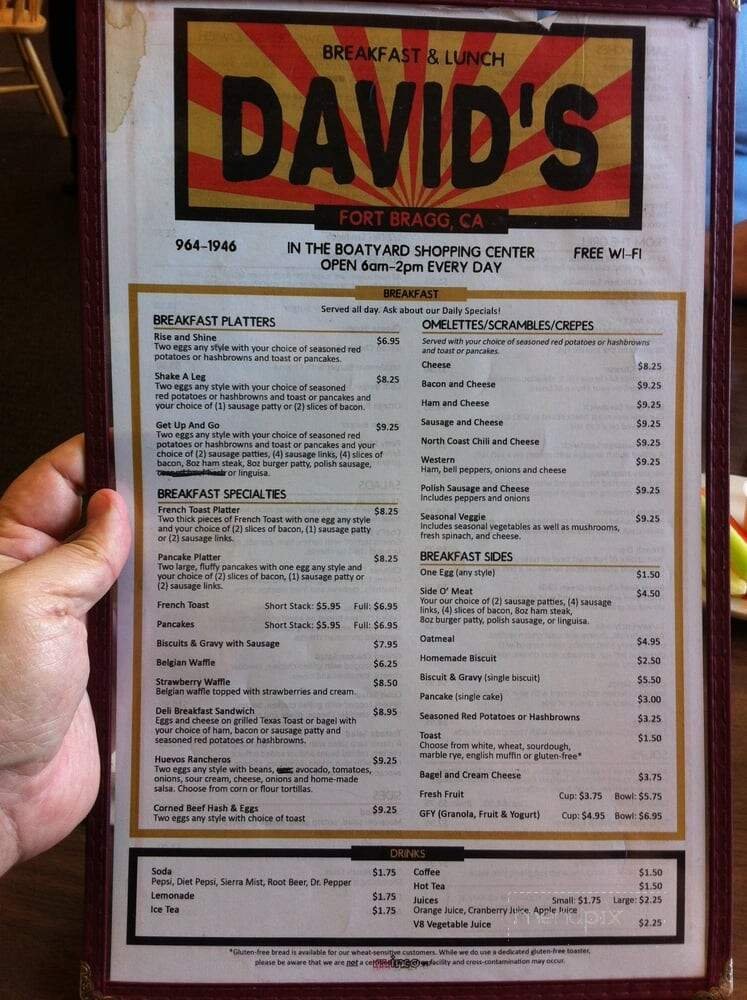 BREAKFAST & LUNCH
DAVID'S
FORT BRAGG, CA
964-1946
IN THE BOATYARD SHOPPING CENTER
OPEN 6am-2pm EVERY DAY
FREE WI-FI
BREAKFAST
Served all day. Ask about our Daily Specials!
BREAKFAST PLATTERS
Rise and Shine $6.95
Two eggs any style with your choice of seasoned red
potatoes or hashbrowns and toast or pancakes.
Shake A Leg $8.25
Two eggs any style with your choice of seasoned
red potatoes or hashbrowns and toast or pancakes and
your choice of (1) sausage patty or (2) slices of bacon.
Get Up And Go $9.25
Two eggs any style with your choice of seasoned red
potatoes or hashbrowns and toast or pancakes and your
choice of (2) sausage patties, (4) sausage links, (4) slices of
bacon, 8oz ham steak, 8oz burger patty, polish sausage,
or linguisa.
BREAKFAST SPECIALTIES
French Toast Platter $8.25
Two thick pieces of French Toast with one egg any style
and your choice of (2) slices of bacon, (1) sausage patty
or (2) sausage links.
Pancake Platter $8.25
Two large, fluffy pancakes with one egg any style and
your choice of (2) slices of bacon, (1) sausage patty or
(2) sausage links.
French Toast Short Stack: $5.95 Full: $6.95
Pancakes Short Stack: $5.95 Full: $6.95
Biscuits & Gravy with Sausage $7.95
Belgian Waffle $6.25
Strawberry Waffle $8.50
Belgian waffle topped with strawberries and cream.
Deli Breakfast Sandwich $8.95
Eggs and cheese on grilled Texas Toast or bagel with
your choice of ham, bacon or sausage patty and
seasoned red potatoes or hashbrowns.
Huevos Rancheros $9.25
Two eggs any style with beans, avocado, tomatoes,
onions, sour cream, cheese, onions and home-made
salsa. Choose from corn or flour tortillas.
Corned Beef Hash & Eggs $9.25
Two eggs any style with choice of toast
OMELETTES/SCRAMBLES/CREPES
Served with your choice of seasoned red potatoes or hashbrowns
and toast or pancakes.
Cheese $8.25
Bacon and Cheese $9.25
Ham and Cheese $9.25
Sausage and Cheese $9.25
North Coast Chili and Cheese $9.25
Western $9.25
Ham, bell peppers, onions and cheese
Polish Sausage and Cheese $9.25
Includes peppers and onions
Seasonal Veggie $9.25
Includes seasonal vegetables as well as mushrooms,
fresh spinach, and cheese.
BREAKFAST SIDES
One Egg (any style) $1.50
Side O' Meat $4.50
Your our choice of (2) sausage patties, (4) sausage
links, (4) slices of bacon, 8oz ham steak,
8oz burger patty, polish sausage, or linguisa.
Oatmeal $4.95
Homemade Biscuit $2.50
Biscuit & Gravy (single biscuit) $5.50
Pancake (single cake) $3.00
Seasoned Red Potatoes or Hashbrowns $3.25
Toast $1.50
Choose from white, wheat, sourdough,
marble rye, english muffin or gluten-free*
Bagel and Cream Cheese $3.75
Fresh Fruit Cup: $3.75 Bowl: $5.75
GFY (Granola, Fruit & Yogurt) Cup: $4.95 Bowl: $6.95
DRINKS
Soda $1.75
Pepsi, Diet Pepsi, Sierra Mist, Root Beer, Dr. Pepper
Lemonade $1.75
Ice Tea $1.75
Coffee $1.50
Hot Tea $1.50
Juices Small: $1.75 Large: $2.25
Orange Juice, Cranberry Juice, Apple Juice
V8 Vegetable Juice $2.25
menupix
*Gluten-free bread is available for our wheat-sensitive customers. While we do use a dedicated gluten-free toaster,
please be aware that we are not a facility and cross-contamination may occur.